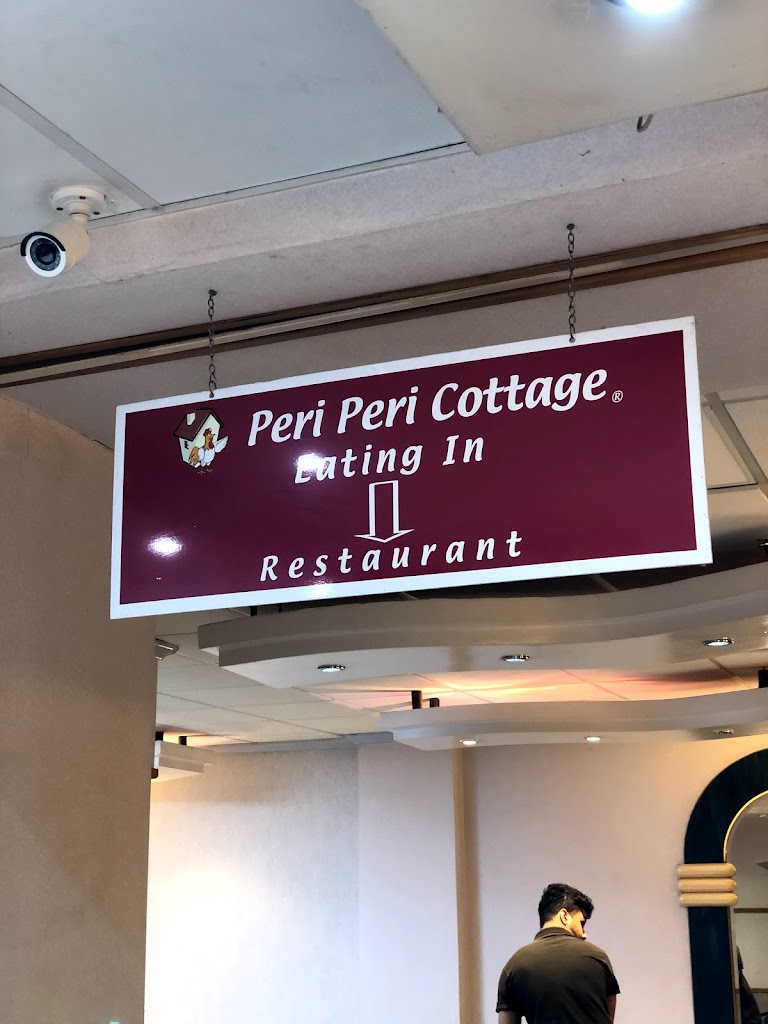 Peri Peri Cottage®
Eating In
Restaurant